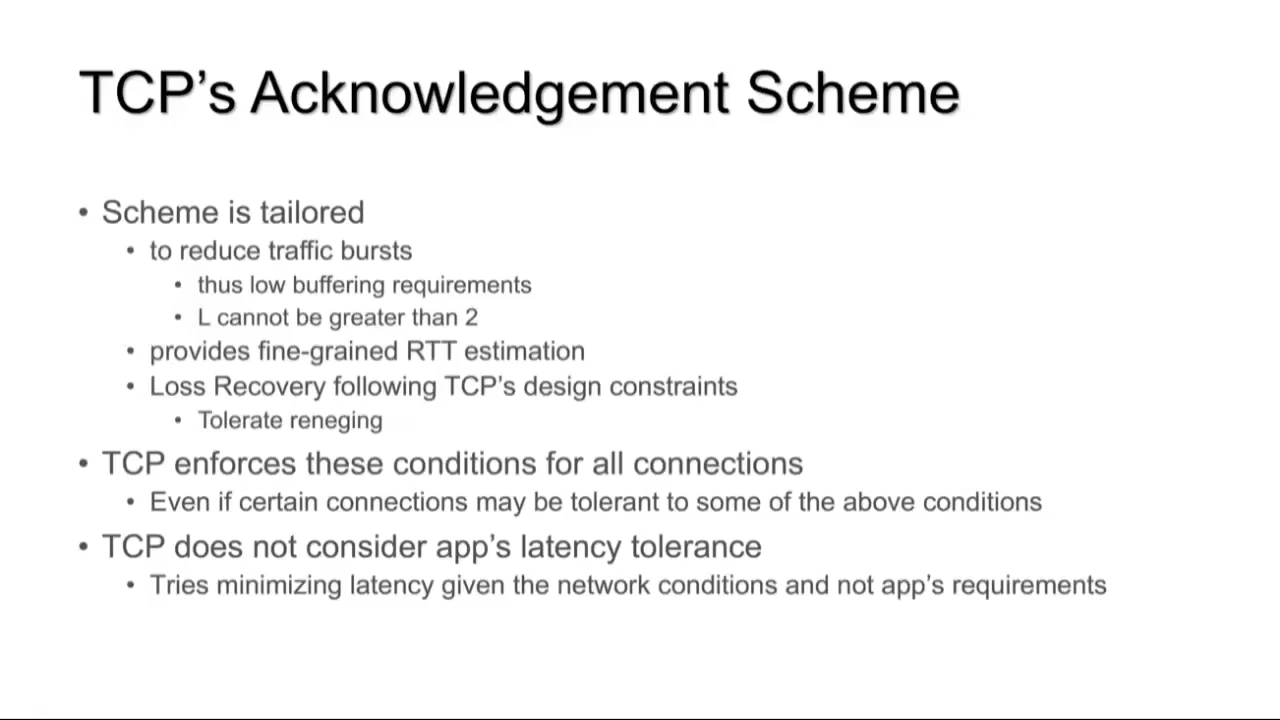 TCP’s Acknowledgement Scheme
• Scheme is tailored
• to reduce traffic bursts
• thus low buffering requirements
• L cannot be greater than 2
• provides fine-grained RTT estimation
• Loss Recovery following TCP’s design constraints
• Tolerate reneging
• TCP enforces these conditions for all connections
• Even if certain connections may be tolerant to some of the above conditions
• TCP does not consider app’s latency tolerance
• Tries minimizing latency given the network conditions and not app’s requirements